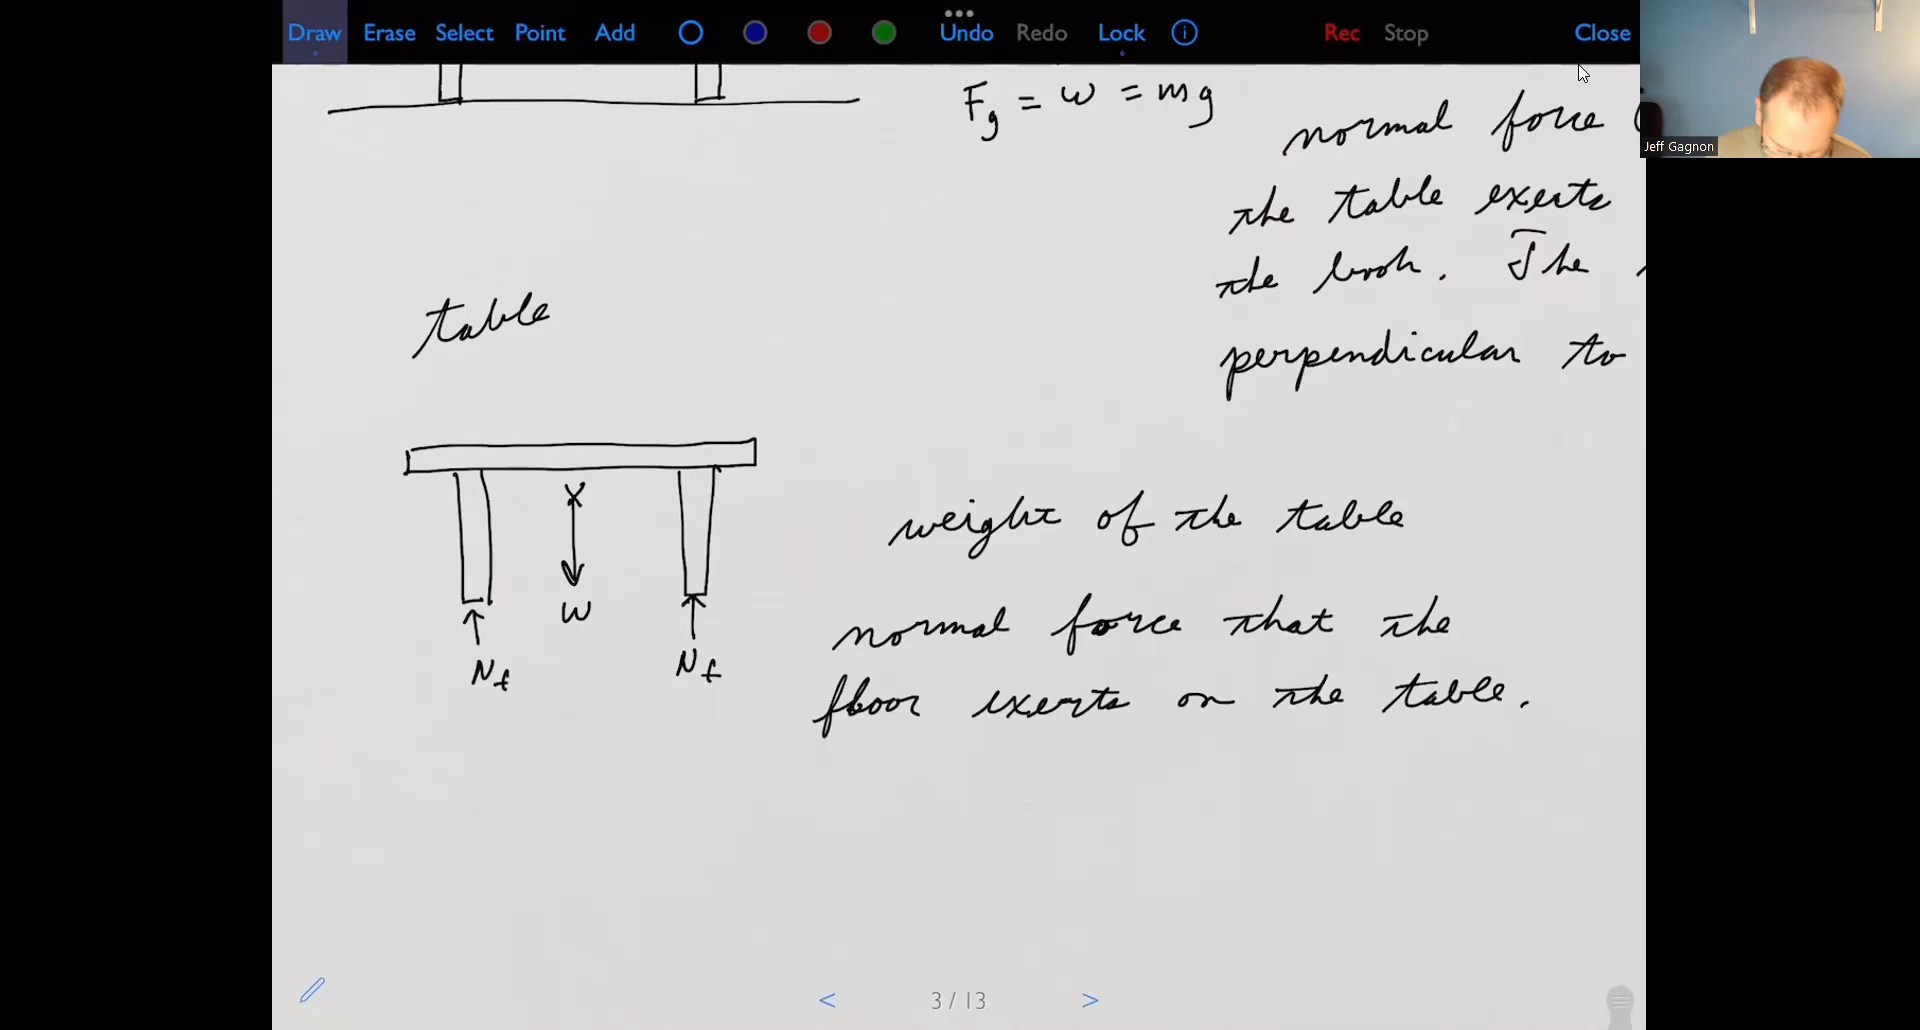 Draw Erase Select Point Add Undo Redo Lock Rec Stop Close
Jeff Gagnon
Fg = w = mg
normal force
the table exerts
the book. The
perpendicular to
table
weight of the table
normal force that the
floor exerts on the table.
w
Nf Nf
3 / 13